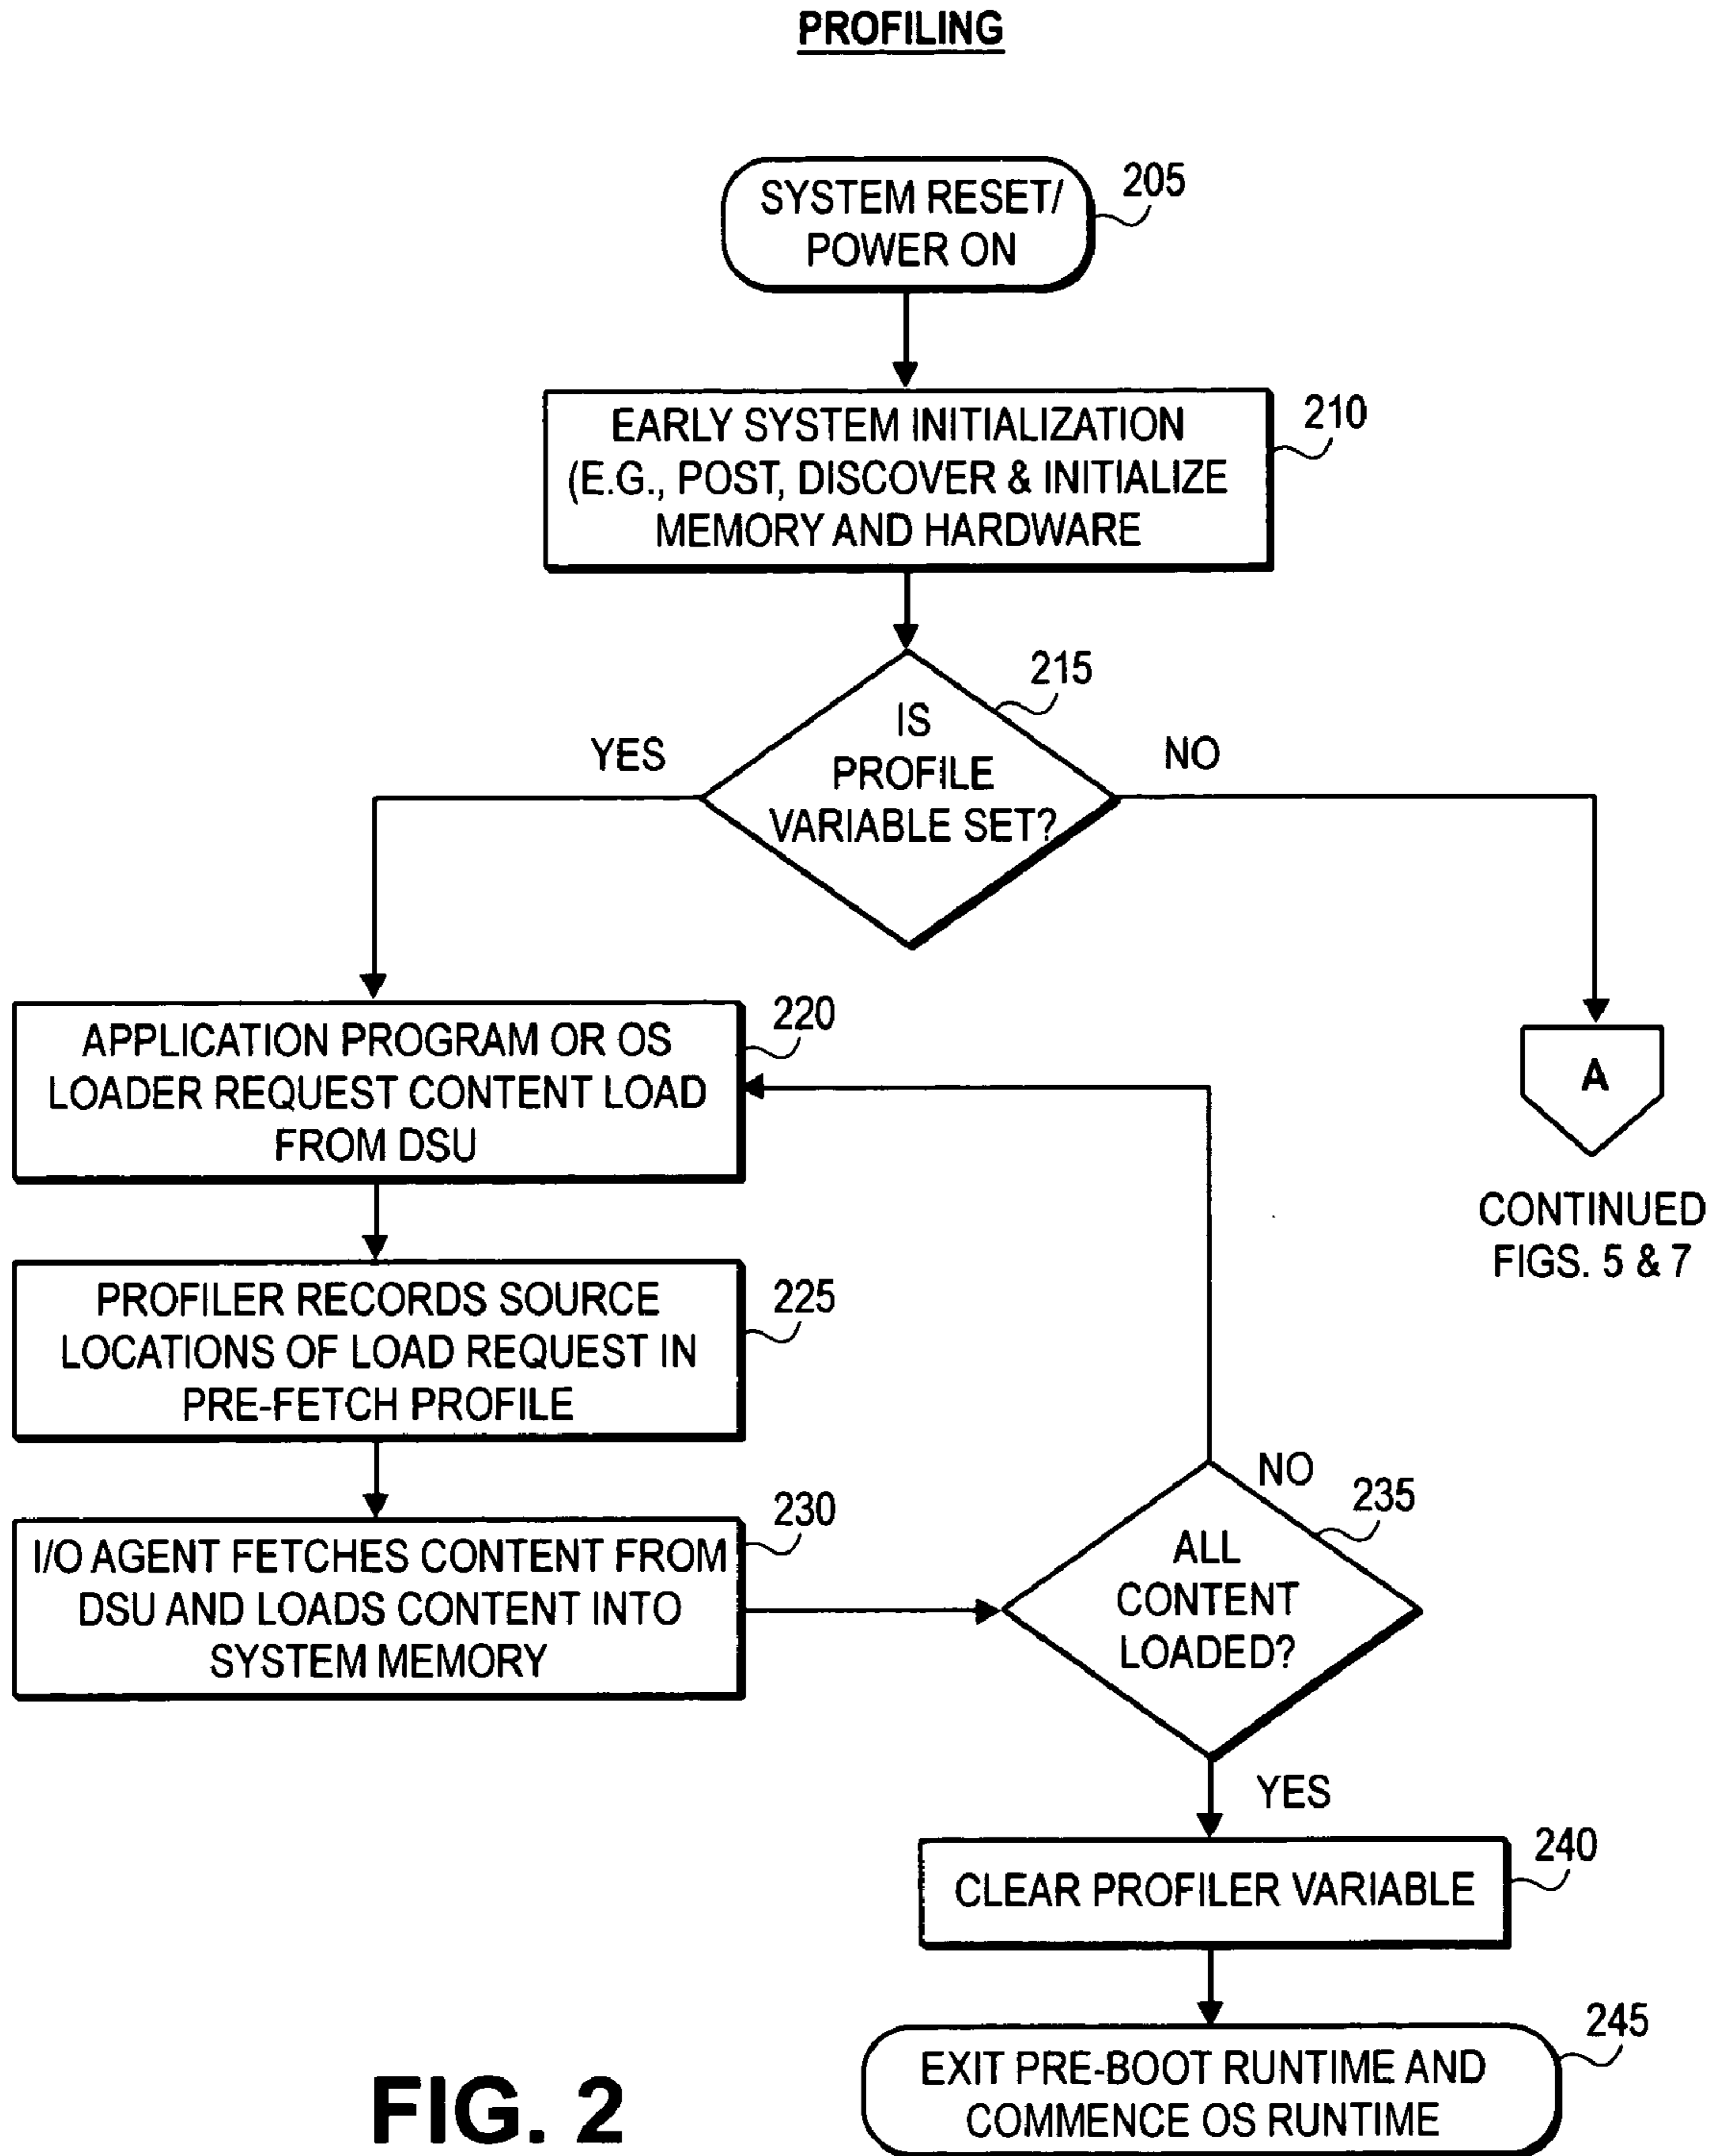 PROFILING
SYSTEM RESET/
POWER ON
205
EARLY SYSTEM INITIALIZATION
(E.G., POST, DISCOVER & INITIALIZE
MEMORY AND HARDWARE
210
IS
PROFILE
VARIABLE SET?
215
YES
NO
APPLICATION PROGRAM OR OS
LOADER REQUEST CONTENT LOAD
FROM DSU
220
A
CONTINUED
FIGS. 5 & 7
PROFILER RECORDS SOURCE
LOCATIONS OF LOAD REQUEST IN
PRE-FETCH PROFILE
225
I/O AGENT FETCHES CONTENT FROM
DSU AND LOADS CONTENT INTO
SYSTEM MEMORY
230
NO
235
ALL
CONTENT
LOADED?
YES
CLEAR PROFILER VARIABLE
240
EXIT PRE-BOOT RUNTIME AND
COMMENCE OS RUNTIME
245
FIG. 2